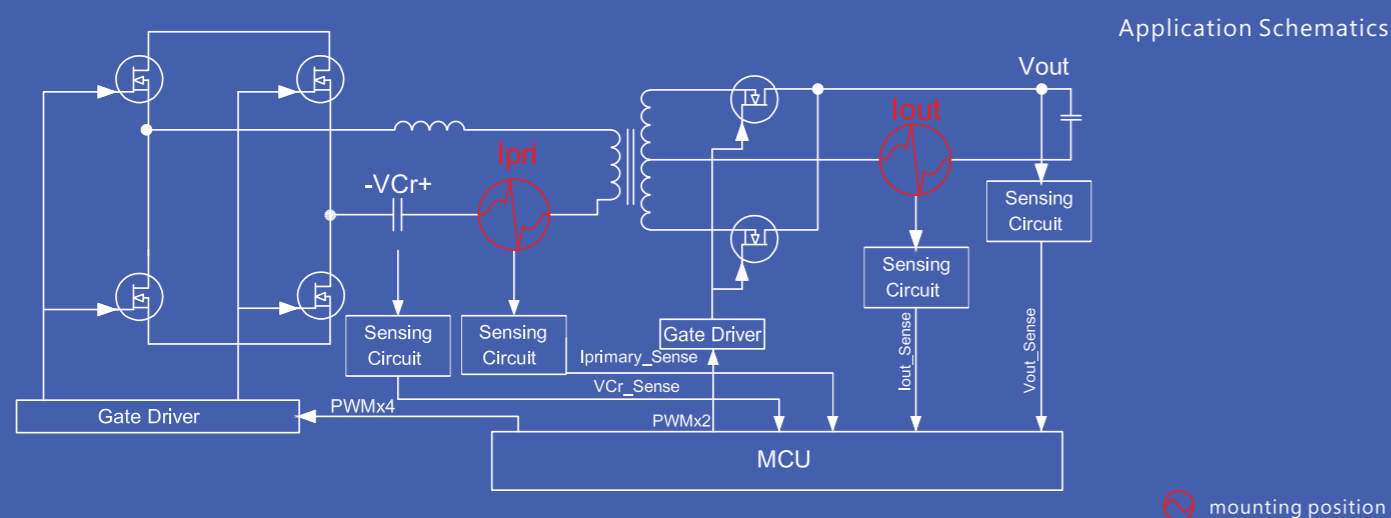 Application Schematics
Vout
Iout
Ipri
-VCr+
Sensing
Circuit
Sensing
Circuit
Sensing
Circuit
Sensing
Circuit
Gate Driver
Iprimary_Sense
VCr_Sense
Iout_Sense
Vout_Sense
Gate Driver
PWMx4
PWMx2
MCU
mounting position